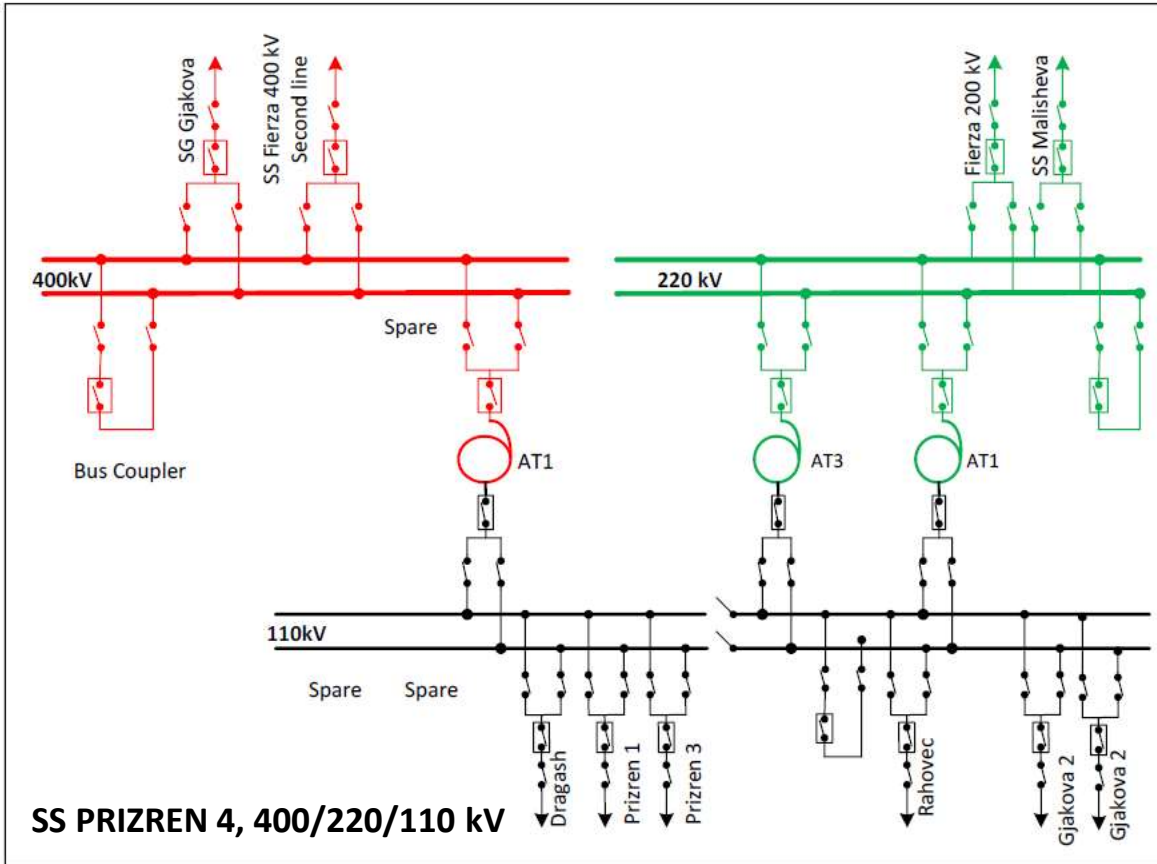 SG Gjakova
SS Fierza 400 kV
Second line
Fierza 200 kV
SS Malisheva
400kV
220 kV
Spare
Bus Coupler
AT1
AT3
AT1
110kV
Spare
Spare
Dragash
Prizren 1
Prizren 3
Rahovec
Gjakova 2
Gjakova 2
SS PRIZREN 4, 400/220/110 kV